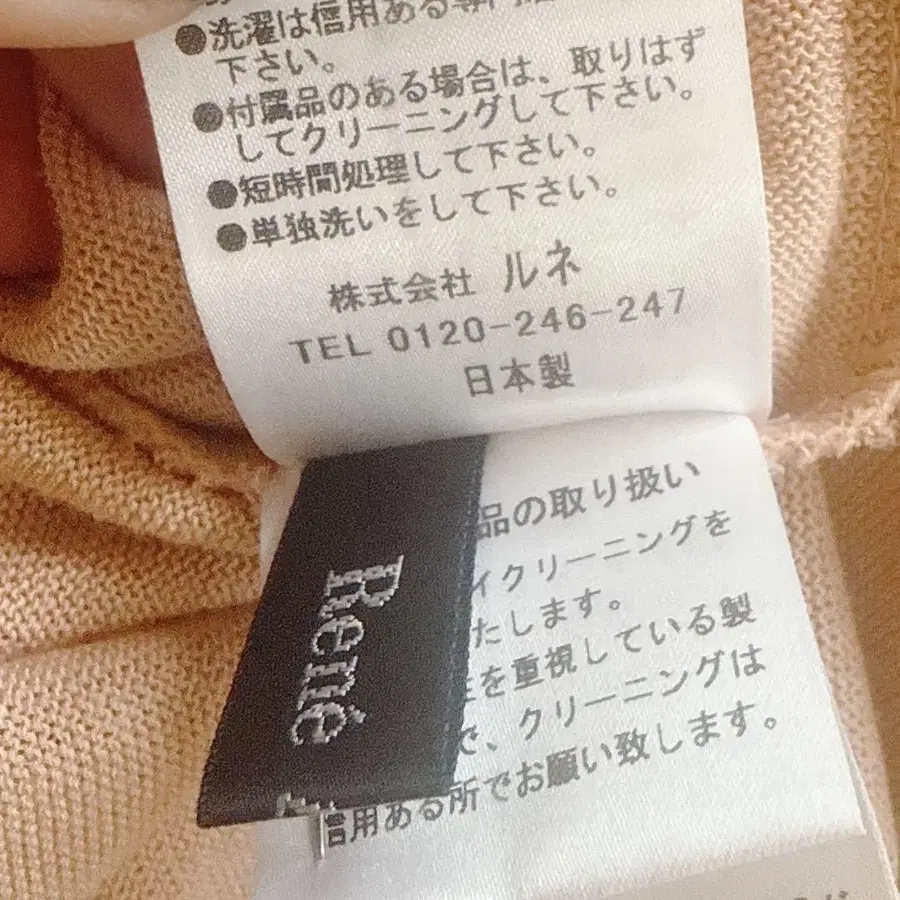 ●洗濯は信用ある専門
下さい。
●付属品のある場合は、取りはず
してクリーニングして下さい。
●短時間処理して下さい。
●単独洗いをして下さい。
株式会社 ルネ
TEL 0120-246-247
日本製
René
品の取り扱い
イクリーニングを
たします。
を重視している製
で、クリーニングは
信用ある所でお願い致します。